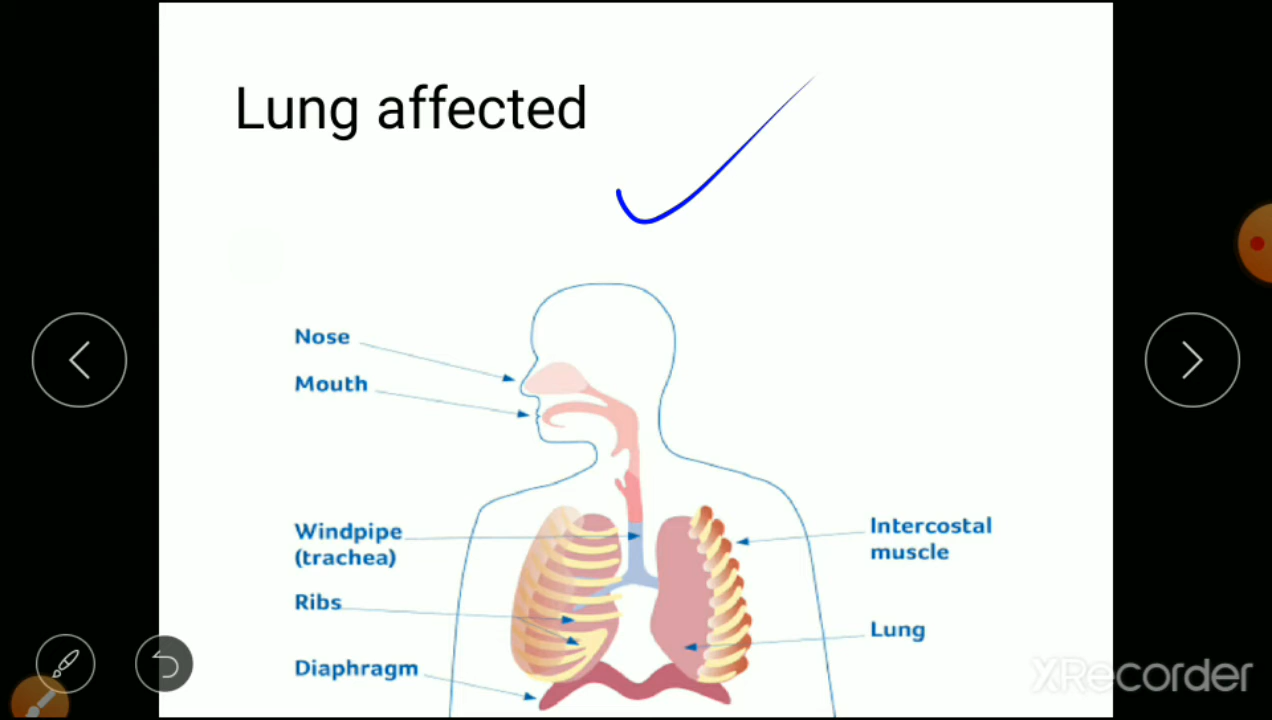 Lung affected
Nose
Mouth
Windpipe
(trachea)
Ribs
Diaphragm
Intercostal
muscle
Lung
XRecorder